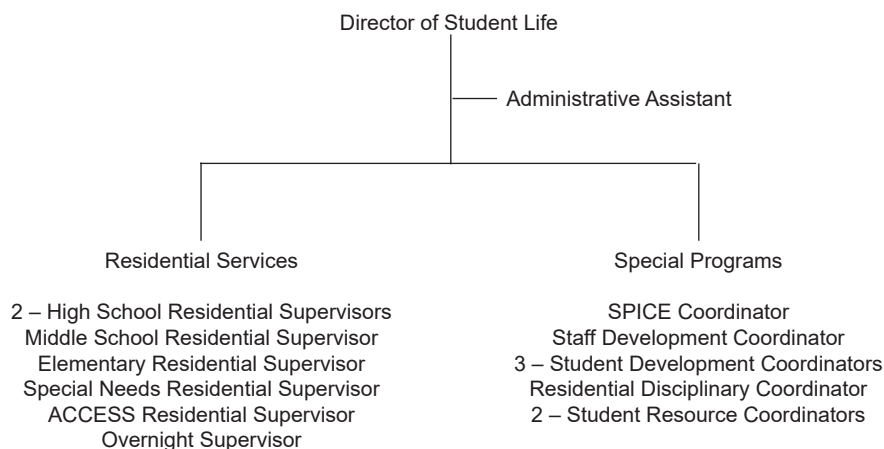 Director of Student Life
Administrative Assistant
Residential Services
2 – High School Residential Supervisors
Middle School Residential Supervisor
Elementary Residential Supervisor
Special Needs Residential Supervisor
ACCESS Residential Supervisor
Overnight Supervisor
Special Programs
SPICE Coordinator
Staff Development Coordinator
3 – Student Development Coordinators
Residential Disciplinary Coordinator
2 – Student Resource Coordinators